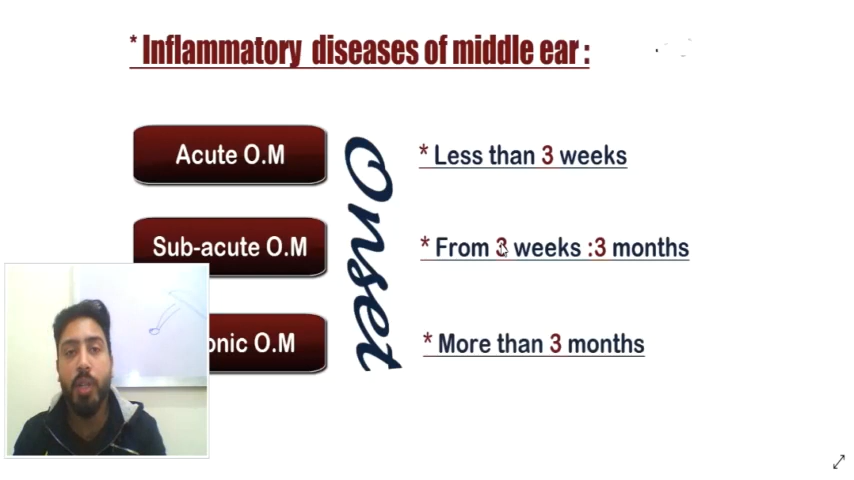 * Inflammatory diseases of middle ear :
Acute O.M
* Less than 3 weeks
Sub-acute O.M
* From 3 weeks :3 months
onic O.M
* More than 3 months
Onset